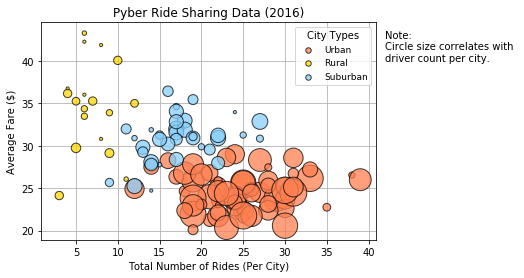 Pyber Ride Sharing Data (2016)
City Types
Urban
Rural
Suburban
Note:
Circle size correlates with
driver count per city.
Average Fare ($)
40
35
30
25
20
5
10
15
20
25
30
35
40
Total Number of Rides (Per City)